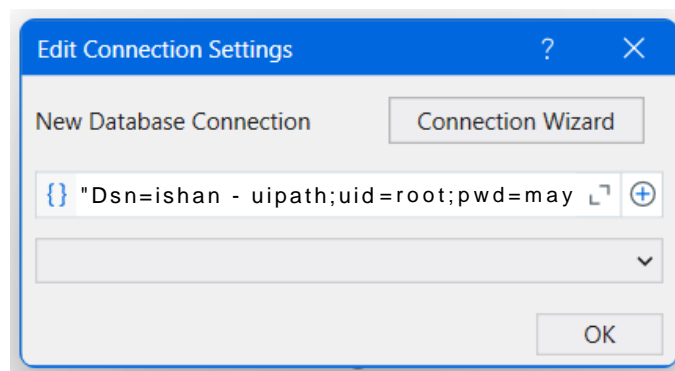 Edit Connection Settings ? ×
New Database Connection Connection Wizard
{} "Dsn=ishan - uipath;uid=root;pwd=may
OK